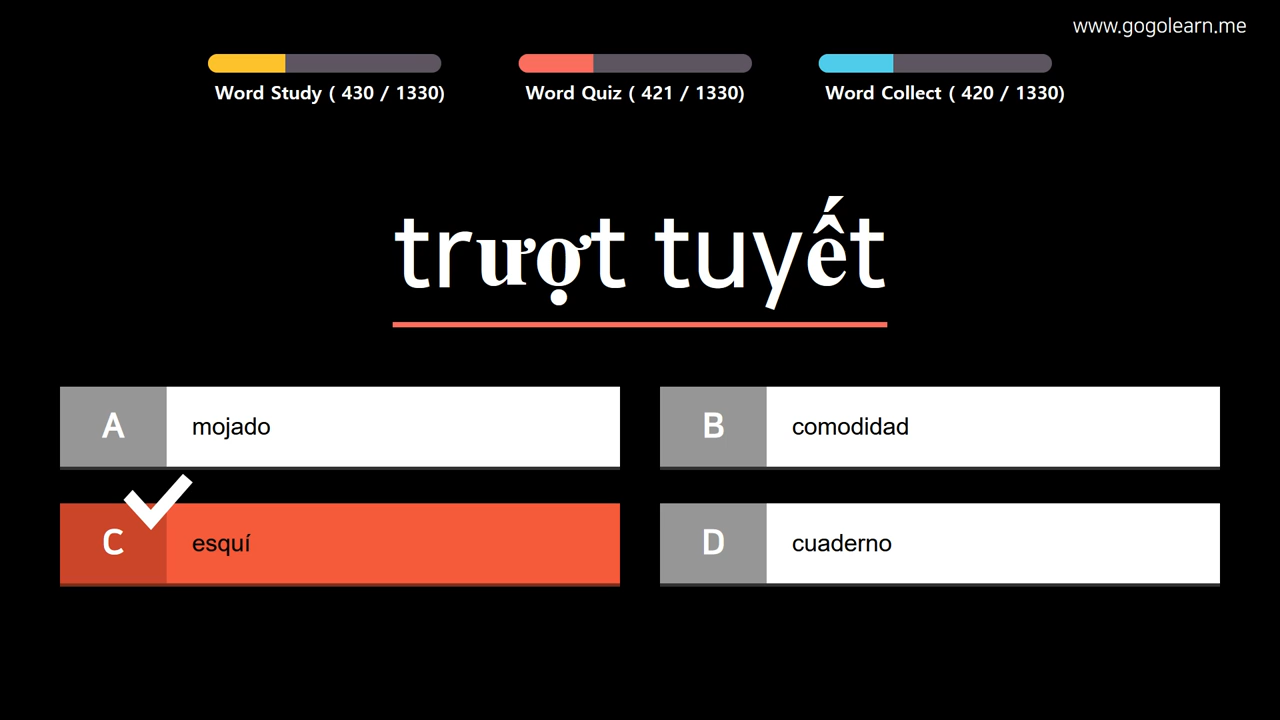 www.gogolearn.me
Word Study ( 430 / 1330)
Word Quiz ( 421 / 1330)
Word Collect ( 420 / 1330)
trượt tuyết
A mojado
B comodidad
C esquí
D cuaderno